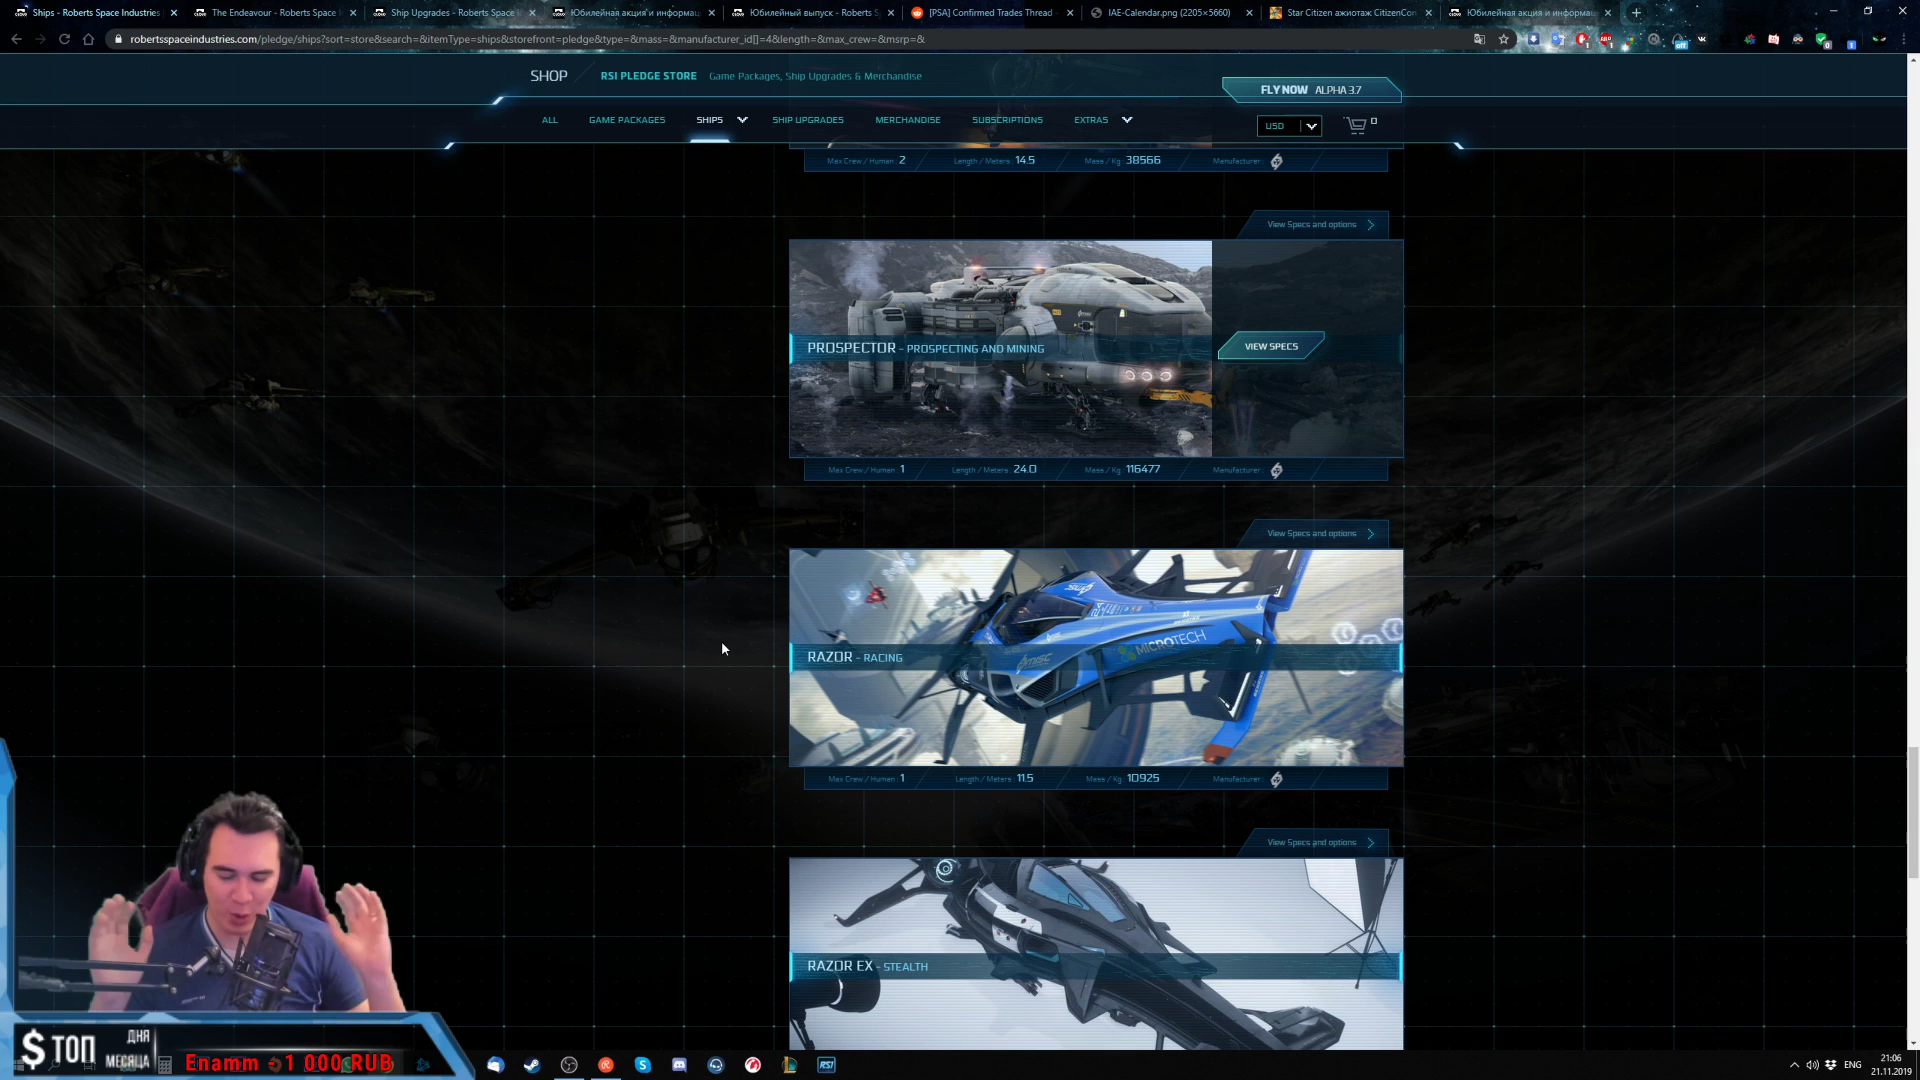 Ships - Roberts Space Industries
The Endeavour - Roberts Space I
Ship Upgrades - Roberts Space
Юбилейная акция и информац
Юбилейный выпуск - Roberts S
[PSA] Confirmed Trades Thread -
IAE-Calendar.png (2205×5660)
Star Citizen ажиотаж CitizenCon
Юбилейная акция и информац
robertsspaceindustries.com/pledge/ships?sort=store&search=&itemType=ships&storefront=pledge&type=&mass=&manufacturer_id[]=4&length=&max_crew=&msrp=&
SHOP
RSI PLEDGE STORE
Game Packages, Ship Upgrades & Merchandise
FLY NOW ALPHA 3.7
ALL
GAME PACKAGES
SHIPS
SHIP UPGRADES
MERCHANDISE
SUBSCRIPTIONS
EXTRAS
USD
0
Max Crew / Human: 2
Length / Meters: 14.5
Mass / Kg: 38566
Manufacturer:
View Specs and options
PROSPECTOR - PROSPECTING AND MINING
VIEW SPECS
Max Crew / Human: 1
Length / Meters: 24.0
Mass / Kg: 116477
Manufacturer:
View Specs and options
MICROTECH
MISC
RAZOR - RACING
Max Crew / Human: 1
Length / Meters: 11.5
Mass / Kg: 10925
Manufacturer:
View Specs and options
RAZOR EX - STEALTH
$ТОП
ДНЯ
МЕСЯЦА
Enamm - 1 000 RUB
RSI
ENG
21:06
21.11.2019